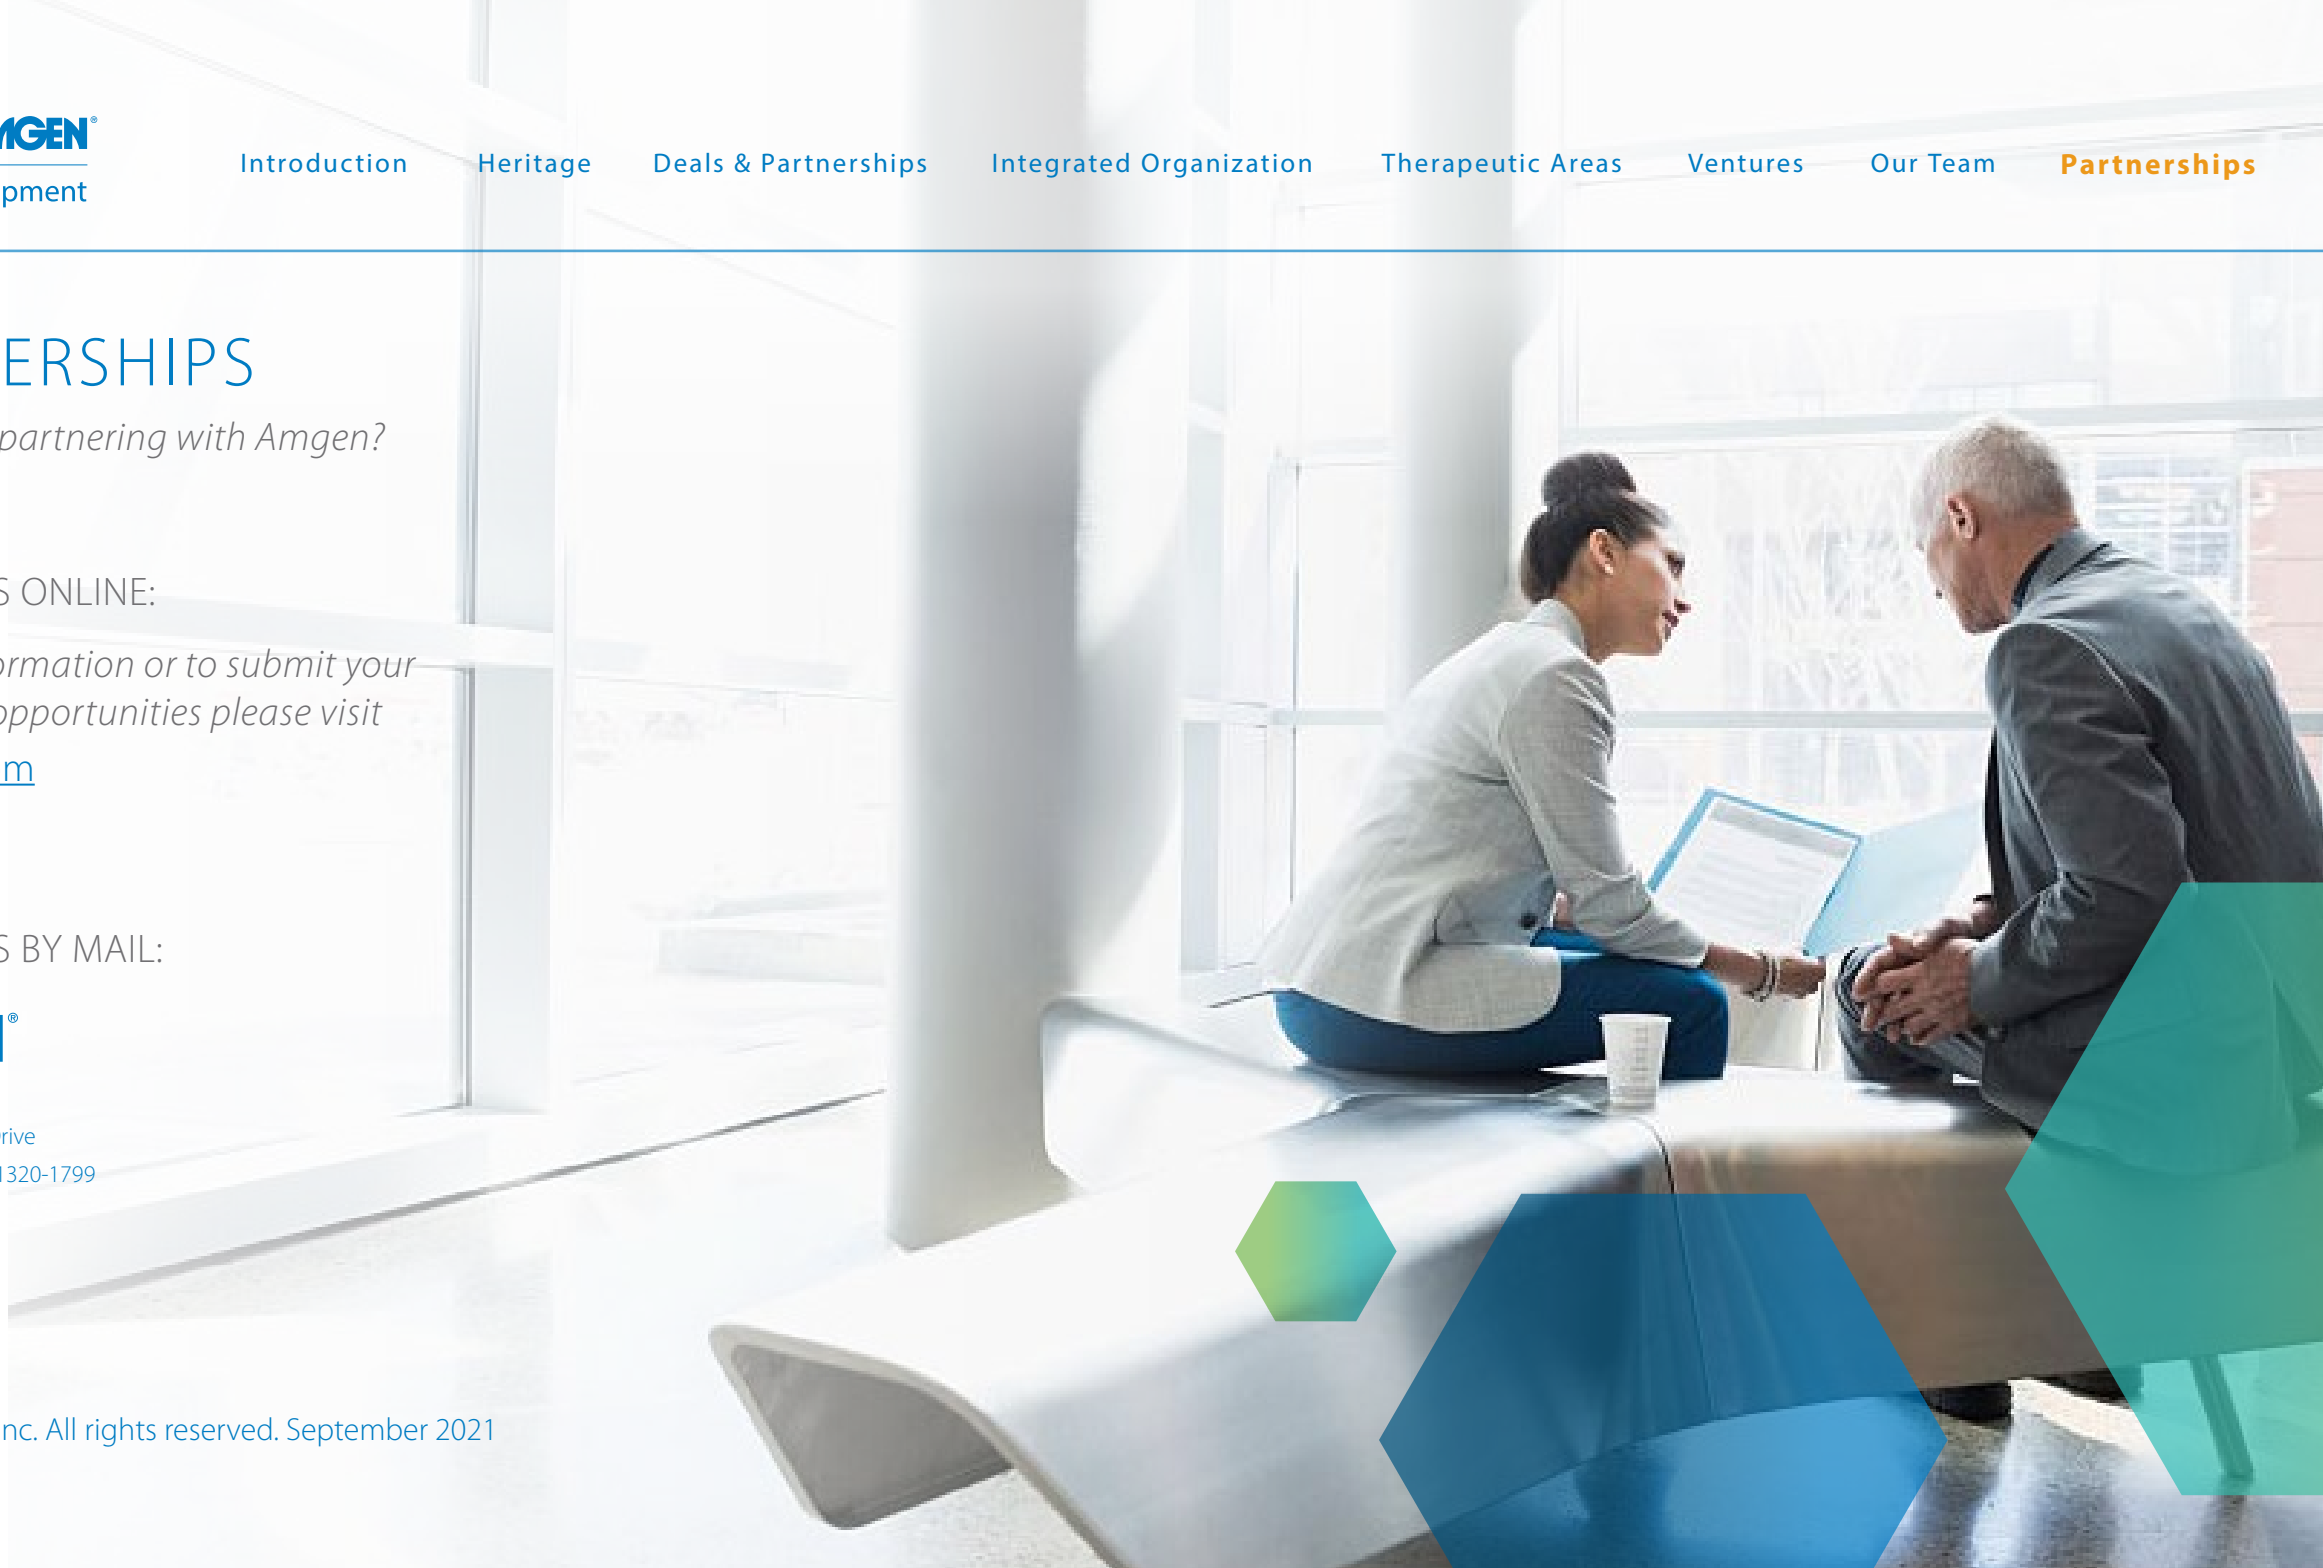 AMGEN®
pment
Introduction Heritage Deals & Partnerships Integrated Organization Therapeutic Areas Ventures Our Team Partnerships
ERSHIPS
partnering with Amgen?
S ONLINE:
ormation or to submit your
opportunities please visit
m
S BY MAIL:
®
rive
1320-1799
nc. All rights reserved. September 2021